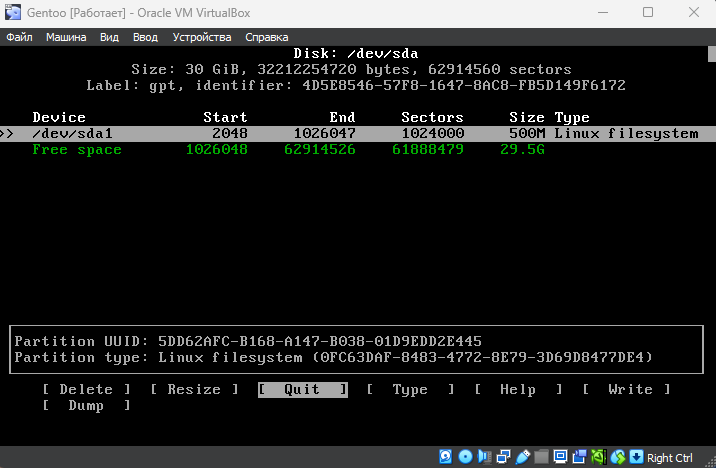 Gentoo [Работает] - Oracle VM VirtualBox
Файл Машина Вид Ввод Устройства Справка
Disk: /dev/sda
Size: 30 GiB, 32212254720 bytes, 62914560 sectors
Label: gpt, identifier: 4D5E8546-57F8-1647-8AC8-FB5D149F6172
Device Start End Sectors Size Type
>> /dev/sda1 2048 1026047 1024000 500M Linux filesystem
Free space 1026048 62914526 61888479 29.5G
Partition UUID: 5DD62AFC-B168-A147-B038-01D9EDD2E445
Partition type: Linux filesystem (0FC63DAF-8483-4772-8E79-3D69D8477DE4)
[ Delete ] [ Resize ] [ Quit ] [ Type ] [ Help ] [ Write ]
[ Dump ]
Right Ctrl